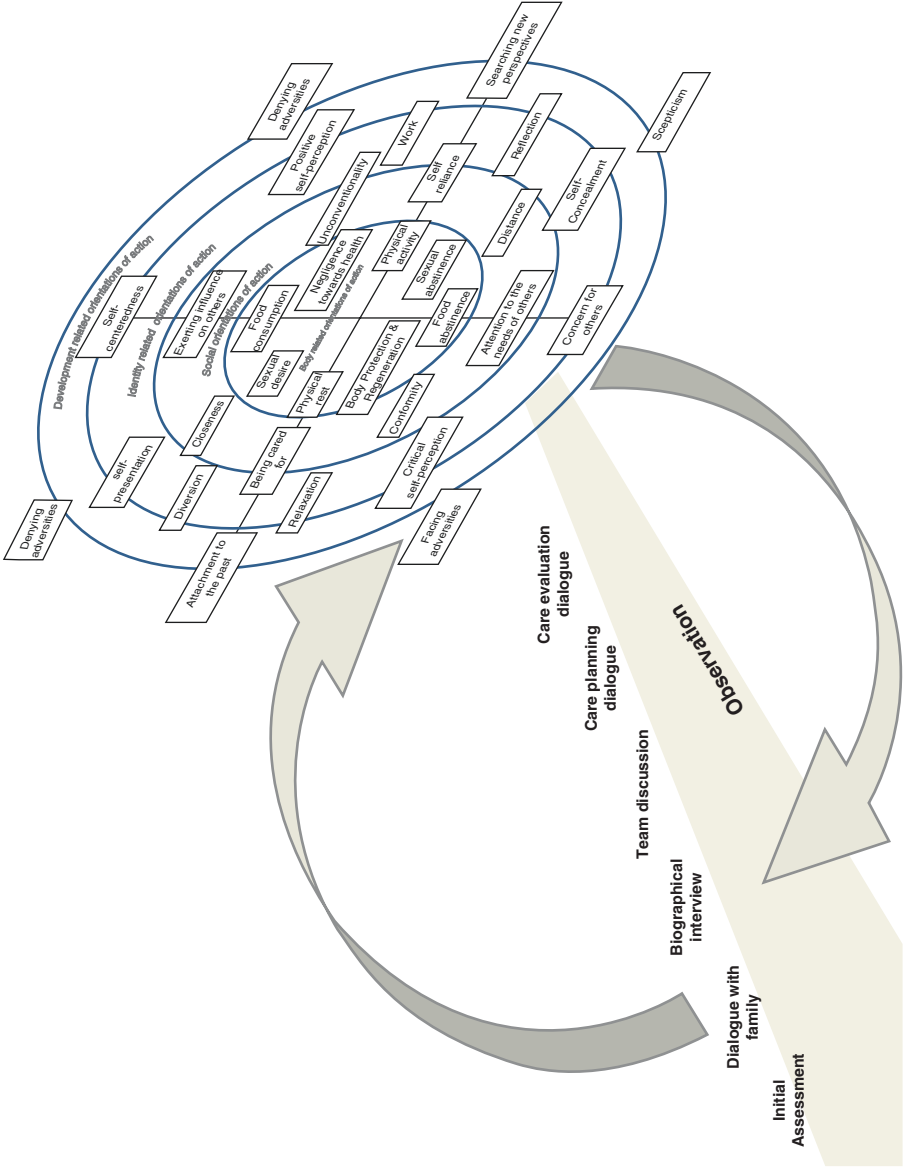 Denying
adversities
Positive
self-perception
Work
Searching new
perspectives
Scepticism
Reflection
Self
reliance
Unconventionality
Self-
Concealment
Distance
Physical
activity
Negligence
towards health
Sexual
abstinence
Development related orientations of action
Self-
centeredness
Identity related orientations of action
Exerting influence
on others
Social orientations of action
Food
consumption
Body related orientations of action
Food
abstinence
Attention to the
needs of others
Concern for
others
Sexual
desire
Physical
rest
Body Protection &
Regeneration
Conformity
Closeness
Being cared
for
Critical
self-perception
self-
presentation
Diversion
Relaxation
Facing
adversities
Denying
adversities
Attachment to
the past
Care evaluation
dialogue
Care planning
dialogue
Observation
Team discussion
Biographical
interview
Dialogue with
family
Initial
Assessment